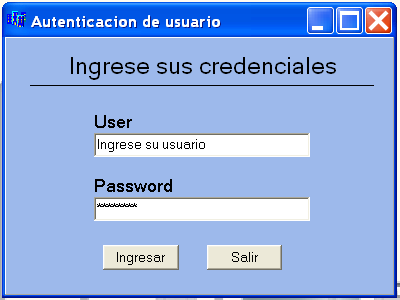 Autenticacion de usuario
Ingrese sus credenciales
User
Ingrese su usuario
Password
*********
Ingresar
Salir